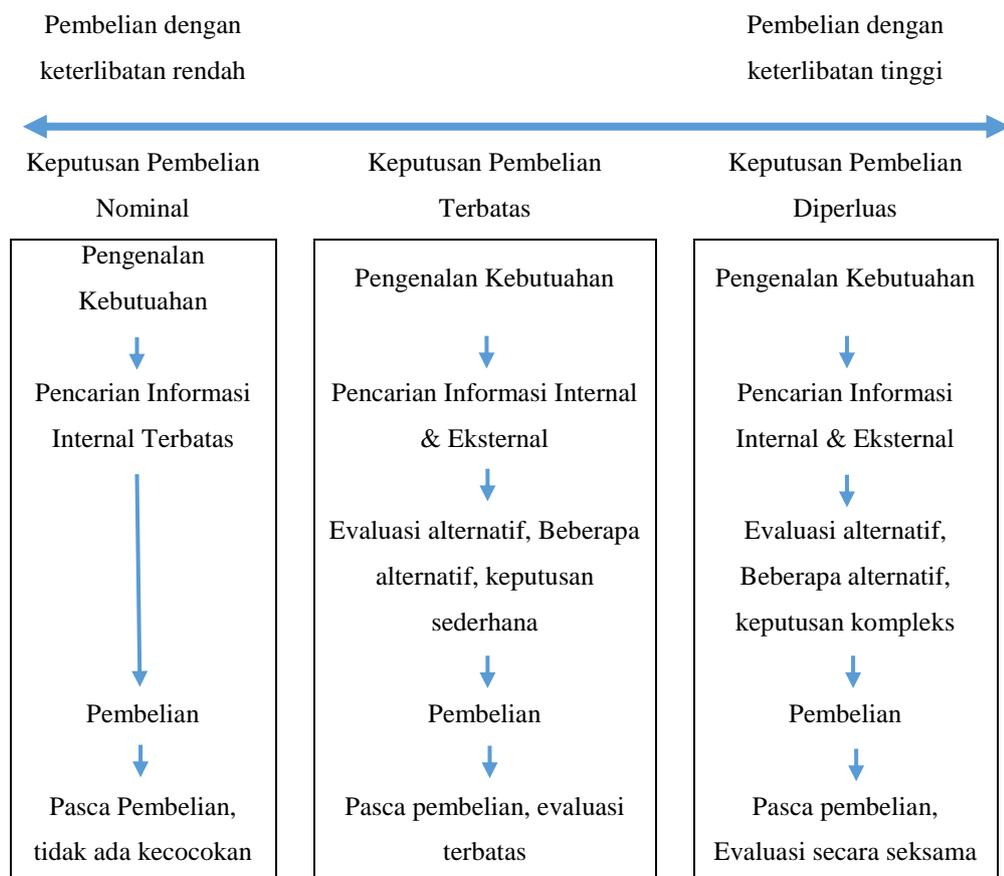 Pembelian dengan
keterlibatan rendah
Pembelian dengan
keterlibatan tinggi
Keputusan Pembelian
Nominal
Keputusan Pembelian
Terbatas
Keputusan Pembelian
Diperluas
Pengenalan
Kebutuahan
Pencarian Informasi
Internal Terbatas
Pembelian
Pasca Pembelian,
tidak ada kecocokan
Pengenalan Kebutuahan
Pencarian Informasi Internal
& Eksternal
Evaluasi alternatif, Beberapa
alternatif, keputusan
sederhana
Pembelian
Pasca pembelian, evaluasi
terbatas
Pengenalan Kebutuahan
Pencarian Informasi
Internal & Eksternal
Evaluasi alternatif,
Beberapa alternatif,
keputusan kompleks
Pembelian
Pasca pembelian,
Evaluasi secara seksama